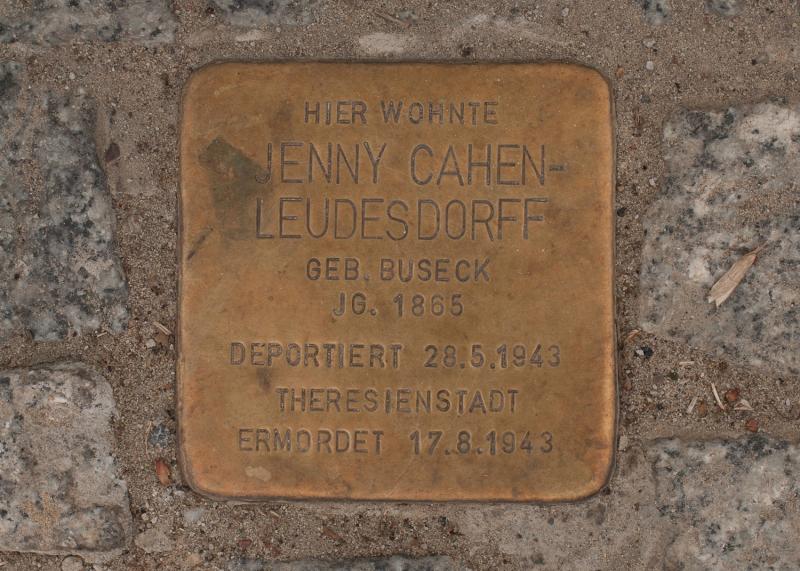 HIER WOHNTE
JENNY CAHEN-
LEUDESDORFF
GEB. BUSECK
JG. 1865
DEPORTIERT 28.5.1943
THERESIENSTADT
ERMORDET 17.8.1943